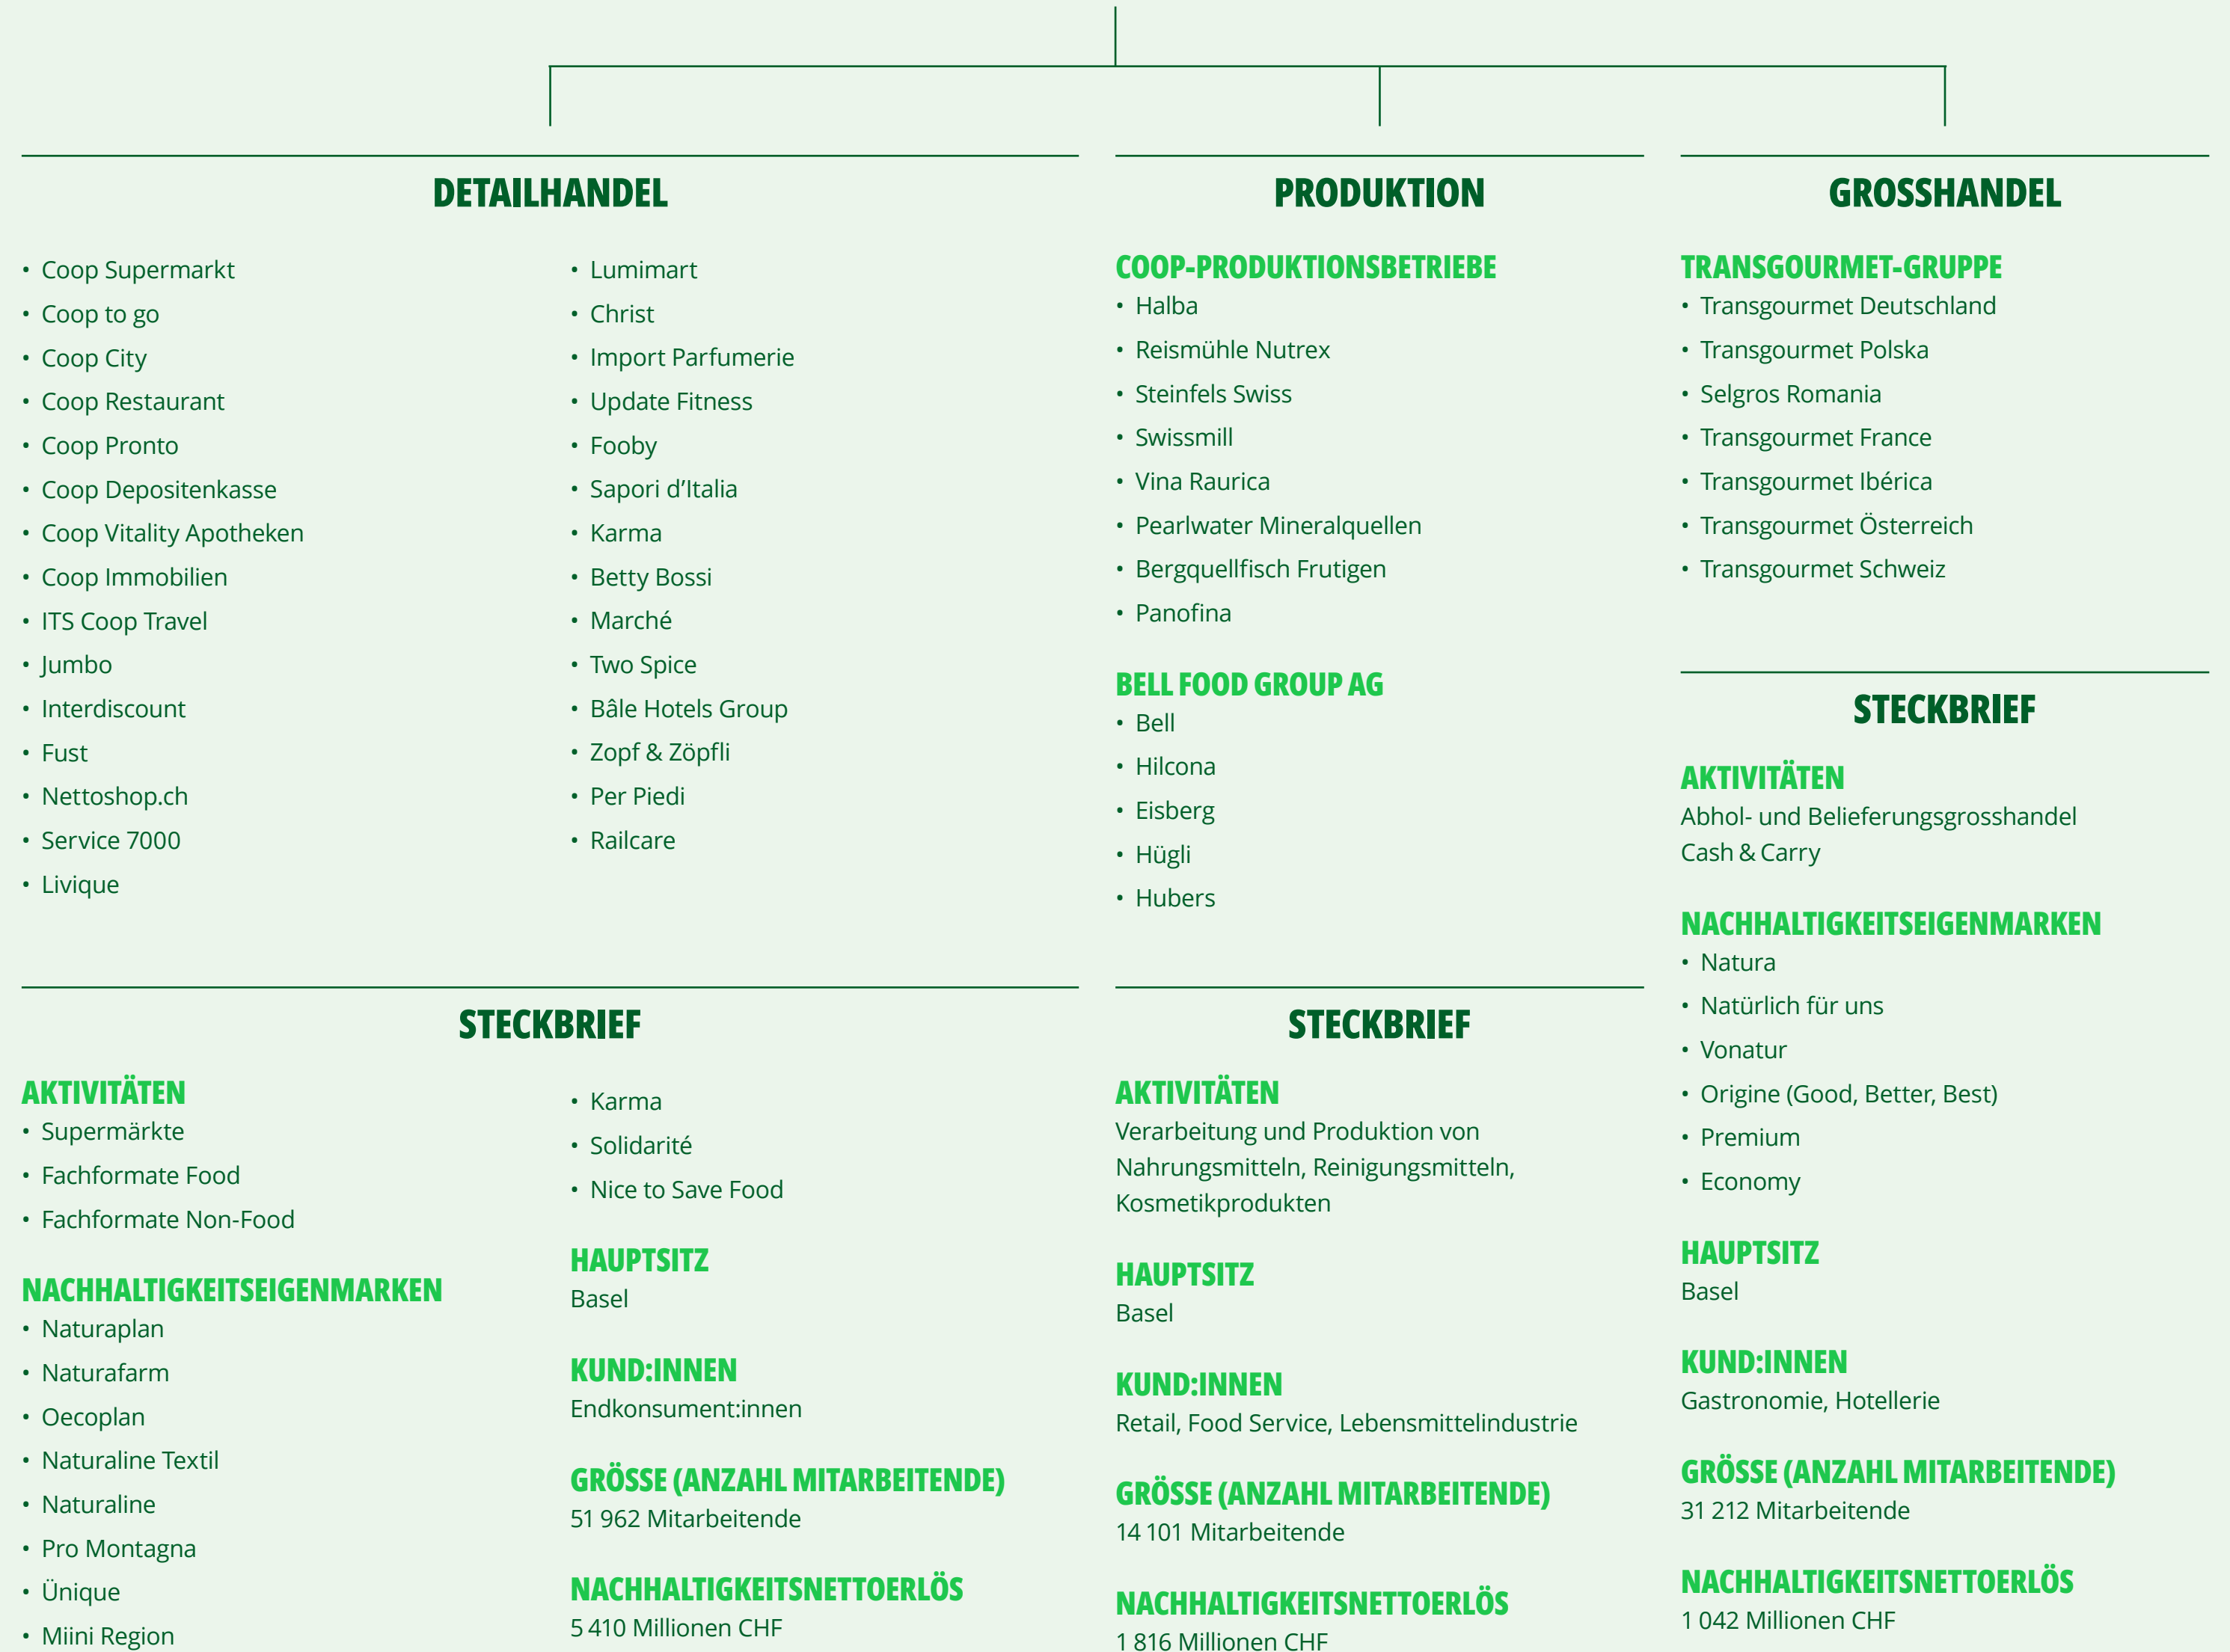 DETAILHANDEL
• Coop Supermarkt
• Coop to go
• Coop City
• Coop Restaurant
• Coop Pronto
• Coop Depositenkasse
• Coop Vitality Apotheken
• Coop Immobilien
• ITS Coop Travel
• Jumbo
• Interdiscount
• Fust
• Nettoshop.ch
• Service 7000
• Livique
• Lumimart
• Christ
• Import Parfumerie
• Update Fitness
• Fooby
• Sapori d’Italia
• Karma
• Betty Bossi
• Marché
• Two Spice
• Bâle Hotels Group
• Zopf & Zöpfli
• Per Piedi
• Railcare
STECKBRIEF
AKTIVITÄTEN
• Supermärkte
• Fachformate Food
• Fachformate Non-Food
NACHHALTIGKEITSEIGENMARKEN
• Naturaplan
• Naturafarm
• Oecoplan
• Naturaline Textil
• Naturaline
• Pro Montagna
• Ünique
• Miini Region
• Karma
• Solidarité
• Nice to Save Food
HAUPTSITZ
Basel
KUND:INNEN
Endkonsument:innen
GRÖSSE (ANZAHL MITARBEITENDE)
51 962 Mitarbeitende
NACHHALTIGKEITSNETTOERLÖS
5 410 Millionen CHF
PRODUKTION
COOP-PRODUKTIONSBETRIEBE
• Halba
• Reismühle Nutrex
• Steinfels Swiss
• Swissmill
• Vina Raurica
• Pearlwater Mineralquellen
• Bergquellfisch Frutigen
• Panofina
BELL FOOD GROUP AG
• Bell
• Hilcona
• Eisberg
• Hügli
• Hubers
STECKBRIEF
AKTIVITÄTEN
Verarbeitung und Produktion von
Nahrungsmitteln, Reinigungsmitteln,
Kosmetikprodukten
HAUPTSITZ
Basel
KUND:INNEN
Retail, Food Service, Lebensmittelindustrie
GRÖSSE (ANZAHL MITARBEITENDE)
14 101 Mitarbeitende
NACHHALTIGKEITSNETTOERLÖS
1 816 Millionen CHF
GROSSHANDEL
TRANSGOURMET-GRUPPE
• Transgourmet Deutschland
• Transgourmet Polska
• Selgros Romania
• Transgourmet France
• Transgourmet Ibérica
• Transgourmet Österreich
• Transgourmet Schweiz
STECKBRIEF
AKTIVITÄTEN
Abhol- und Belieferungsgrosshandel
Cash & Carry
NACHHALTIGKEITSEIGENMARKEN
• Natura
• Natürlich für uns
• Vonatur
• Origine (Good, Better, Best)
• Premium
• Economy
HAUPTSITZ
Basel
KUND:INNEN
Gastronomie, Hotellerie
GRÖSSE (ANZAHL MITARBEITENDE)
31 212 Mitarbeitende
NACHHALTIGKEITSNETTOERLÖS
1 042 Millionen CHF